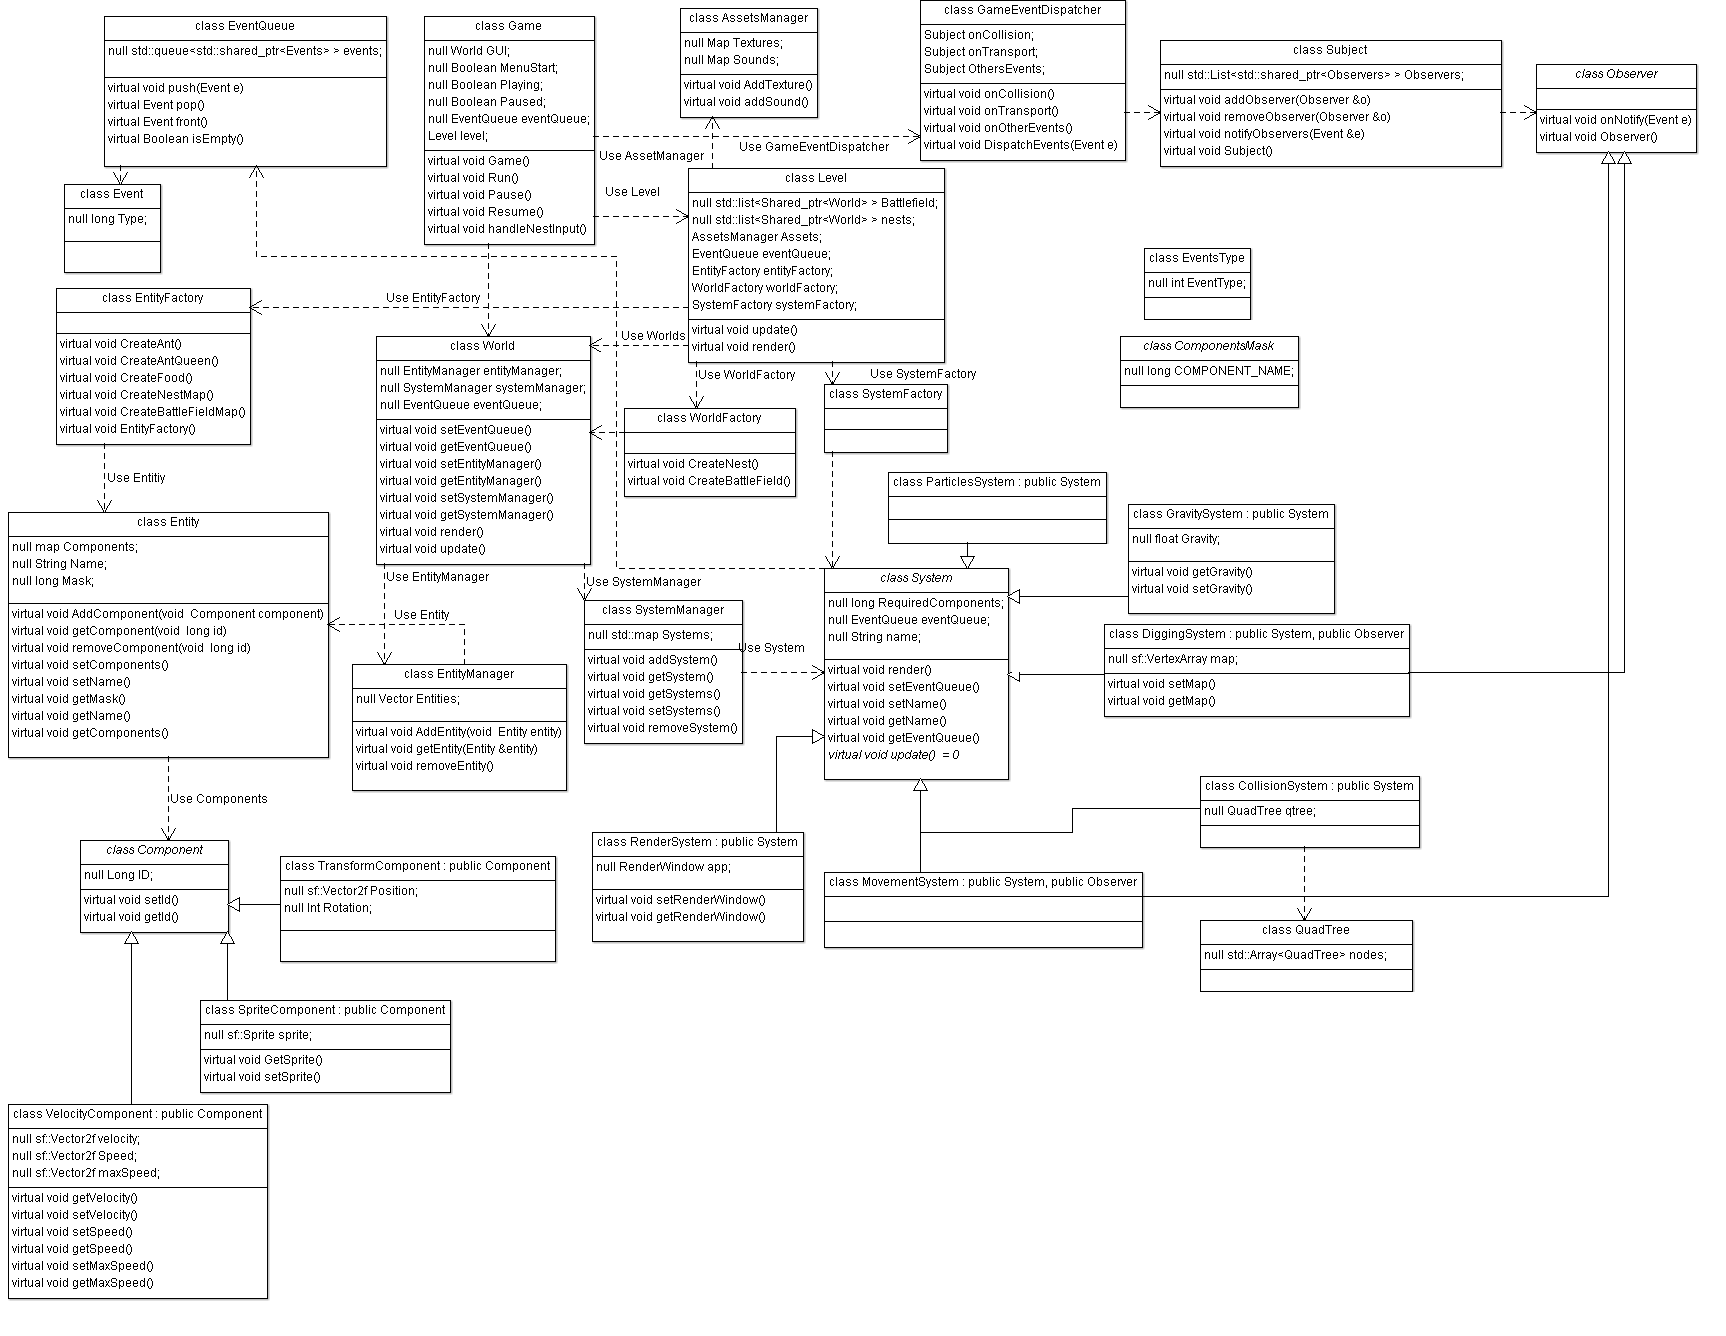 class EventQueue
null std::queue<std::shared_ptr<Events> > events;
virtual void push(Event e)
virtual Event pop()
virtual Event front()
virtual Boolean isEmpty()
class Game
null World GUI;
null Boolean MenuStart;
null Boolean Playing;
null Boolean Paused;
null EventQueue eventQueue;
Level level;
virtual void Game()
virtual void Run()
virtual void Pause()
virtual void Resume()
virtual void handleNestInput()
class AssetsManager
null Map Textures;
null Map Sounds;
virtual void AddTexture()
virtual void addSound()
class GameEventDispatcher
Subject onCollision;
Subject onTransport;
Subject OthersEvents;
virtual void onCollision()
virtual void onTransport()
virtual void onOtherEvents()
virtual void DispatchEvents(Event e)
class Subject
null std::List<std::shared_ptr<Observers> > Observers;
virtual void addObserver(Observer &o)
virtual void removeObserver(Observer &o)
virtual void notifyObservers(Event &e)
virtual void Subject()
class Observer
virtual void onNotify(Event e)
virtual void Observer()
Use GameEventDispatcher
Use AssetManager
Use Level
class Event
null long Type;
class Level
null std::list<Shared_ptr<World> > Battlefield;
null std::list<Shared_ptr<World> > nests;
AssetsManager Assets;
EventQueue eventQueue;
EntityFactory entityFactory;
WorldFactory worldFactory;
SystemFactory systemFactory;
virtual void update()
virtual void render()
class EventsType
null int EventType;
class EntityFactory
virtual void CreateAnt()
virtual void CreateAntQueen()
virtual void CreateFood()
virtual void CreateNestMap()
virtual void CreateBattleFieldMap()
virtual void EntityFactory()
Use EntityFactory
Use Worlds
class ComponentsMask
null long COMPONENT_NAME;
class World
null EntityManager entityManager;
null SystemManager systemManager;
null EventQueue eventQueue;
virtual void setEventQueue()
virtual void getEventQueue()
virtual void setEntityManager()
virtual void getEntityManager()
virtual void setSystemManager()
virtual void getSystemManager()
virtual void render()
virtual void update()
Use WorldFactory
Use SystemFactory
class SystemFactory
class WorldFactory
virtual void CreateNest()
virtual void CreateBattleField()
Use Entitiy
class ParticlesSystem : public System
class GravitySystem : public System
null float Gravity;
virtual void getGravity()
virtual void setGravity()
class Entity
null map Components;
null String Name;
null long Mask;
virtual void AddComponent(void  Component component)
virtual void getComponent(void  long id)
virtual void removeComponent(void  long id)
virtual void setComponents()
virtual void setName()
virtual void getMask()
virtual void getName()
virtual void getComponents()
Use EntityManager
Use SystemManager
Use Entity
class System
null long RequiredComponents;
null EventQueue eventQueue;
null String name;
virtual void render()
virtual void setEventQueue()
virtual void setName()
virtual void getName()
virtual void getEventQueue()
virtual void update()  = 0
class SystemManager
null std::map Systems;
virtual void addSystem()
virtual void getSystem()
virtual void getSystems()
virtual void setSystems()
virtual void removeSystem()
Use System
class DiggingSystem : public System, public Observer
null sf::VertexArray map;
virtual void setMap()
virtual void getMap()
class EntityManager
null Vector Entities;
virtual void AddEntity(void  Entity entity)
virtual void getEntity(Entity &entity)
virtual void removeEntity()
Use Components
class CollisionSystem : public System
null QuadTree qtree;
class Component
null Long ID;
virtual void setId()
virtual void getId()
class TransformComponent : public Component
null sf::Vector2f Position;
null Int Rotation;
class RenderSystem : public System
null RenderWindow app;
virtual void setRenderWindow()
virtual void getRenderWindow()
class MovementSystem : public System, public Observer
class QuadTree
null std::Array<QuadTree> nodes;
class SpriteComponent : public Component
null sf::Sprite sprite;
virtual void GetSprite()
virtual void setSprite()
class VelocityComponent : public Component
null sf::Vector2f velocity;
null sf::Vector2f Speed;
null sf::Vector2f maxSpeed;
virtual void getVelocity()
virtual void setVelocity()
virtual void setSpeed()
virtual void getSpeed()
virtual void setMaxSpeed()
virtual void getMaxSpeed()